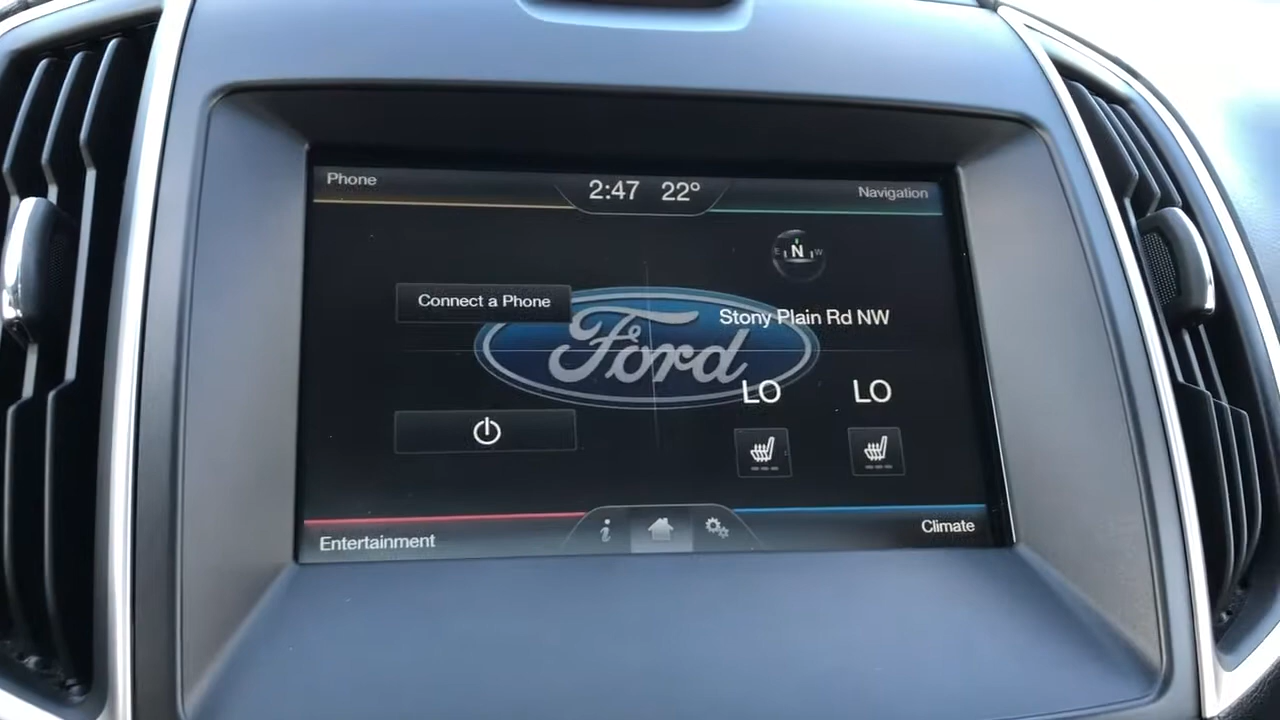 Phone
2:47 22°
Navigation
E N W
Connect a Phone
Stony Plain Rd NW
Ford
LO LO
Entertainment
i
Climate